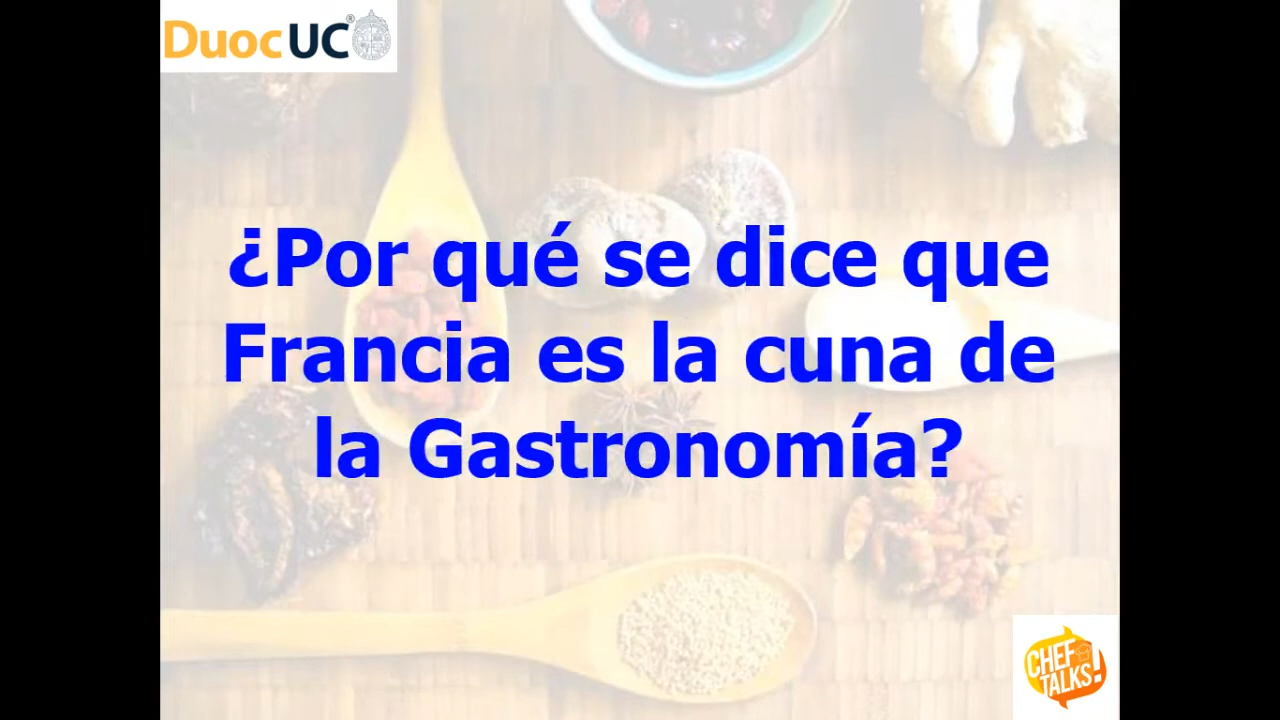 DuocUC®
¿Por qué se dice que
Francia es la cuna de
la Gastronomía?
CHEF
TALKS!